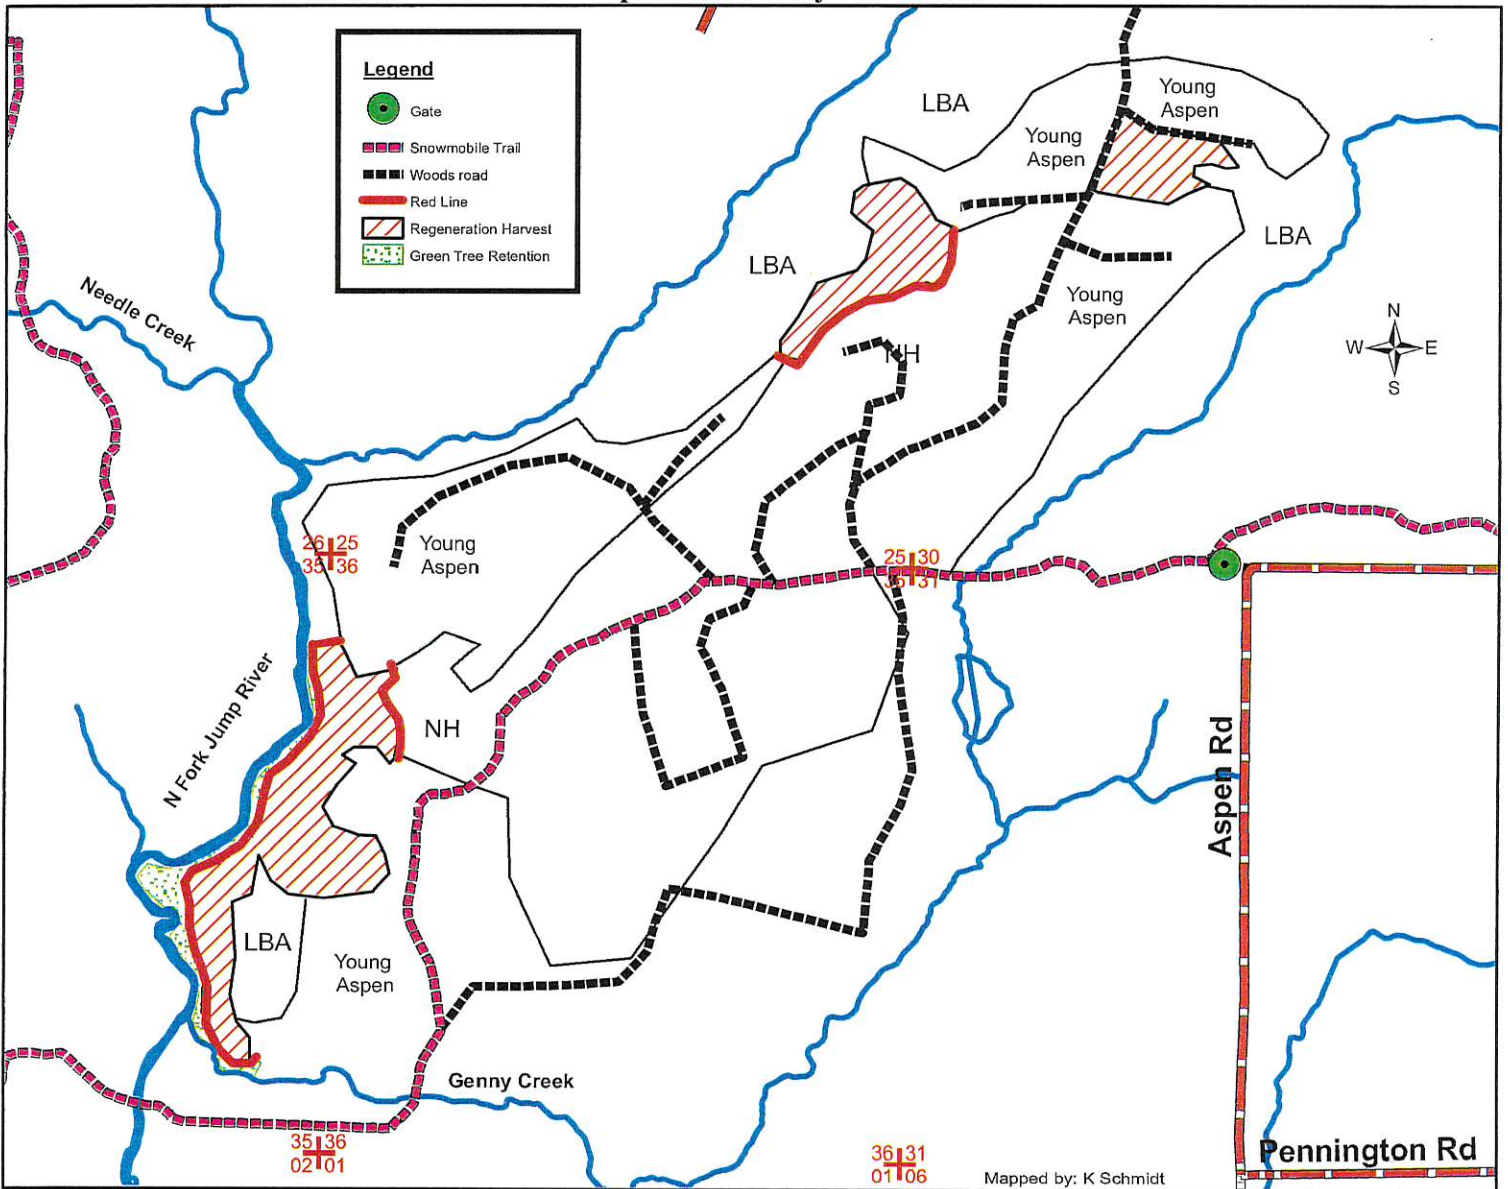 Legend
Gate
Snowmobile Trail
Woods road
Red Line
Regeneration Harvest
Green Tree Retention
LBA
Young
Aspen
Young
Aspen
LBA
LBA
Young
Aspen
Needle Creek
NH
N
W E
S
26 25
35 36
Young
Aspen
25 30
36 31
N Fork Jump River
NH
Aspen Rd
LBA
Young
Aspen
Genny Creek
35 36
02 01
36 31
01 06
Mapped by: K Schmidt
Pennington Rd